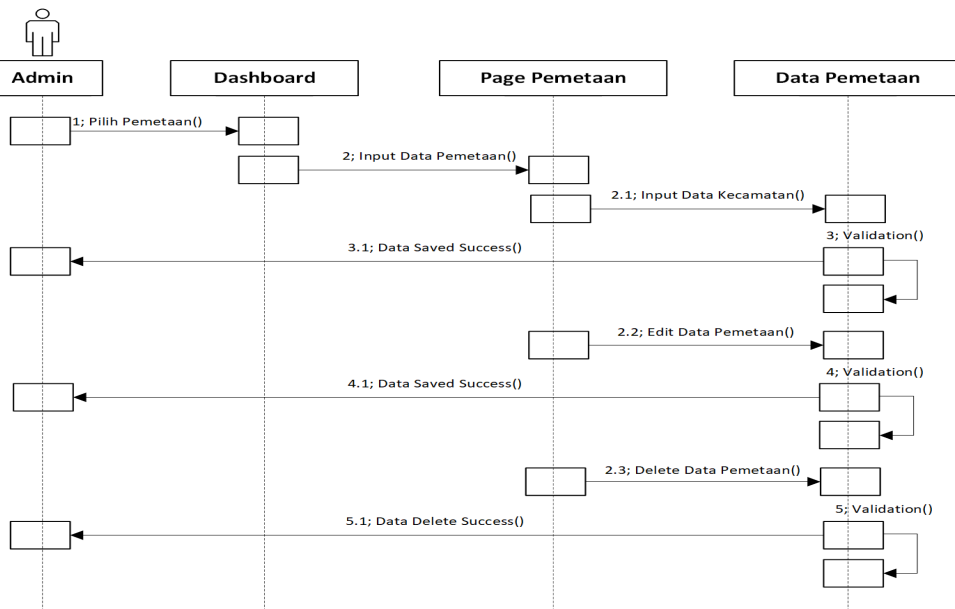 Admin
Dashboard
Page Pemetaan
Data Pemetaan
1; Pilih Pemetaan()
2; Input Data Pemetaan()
2.1; Input Data Kecamatan()
3; Validation()
3.1; Data Saved Success()
2.2; Edit Data Pemetaan()
4; Validation()
4.1; Data Saved Success()
2.3; Delete Data Pemetaan()
5; Validation()
5.1; Data Delete Success()